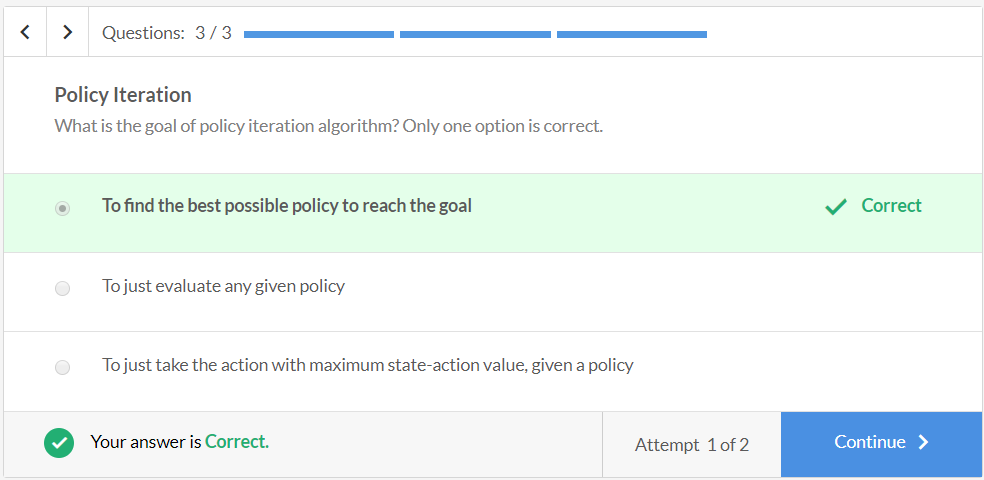 Questions: 3 / 3
Policy Iteration
What is the goal of policy iteration algorithm? Only one option is correct.
To find the best possible policy to reach the goal
Correct
To just evaluate any given policy
To just take the action with maximum state-action value, given a policy
Your answer is Correct.
Attempt 1 of 2
Continue